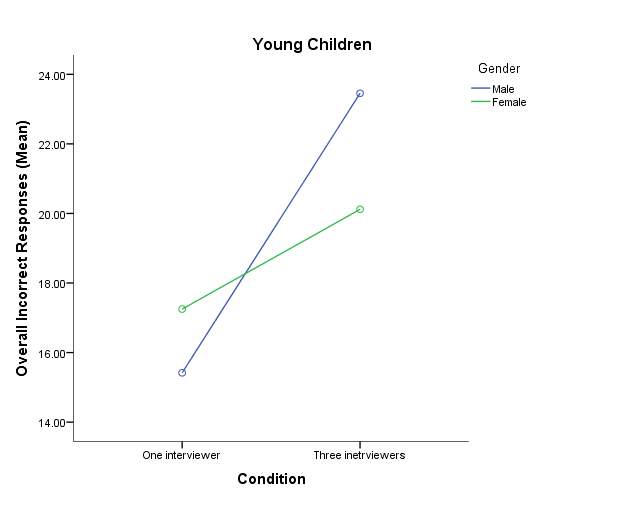 Young Children
Gender
Male
Female
Overall Incorrect Responses (Mean)
24.00
22.00
20.00
18.00
16.00
14.00
One interviewer
Three inetrviewers
Condition